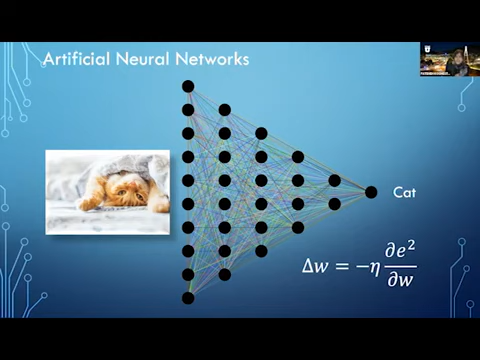 Artificial Neural Networks
Cat
Δw = −η ∂e²/∂w